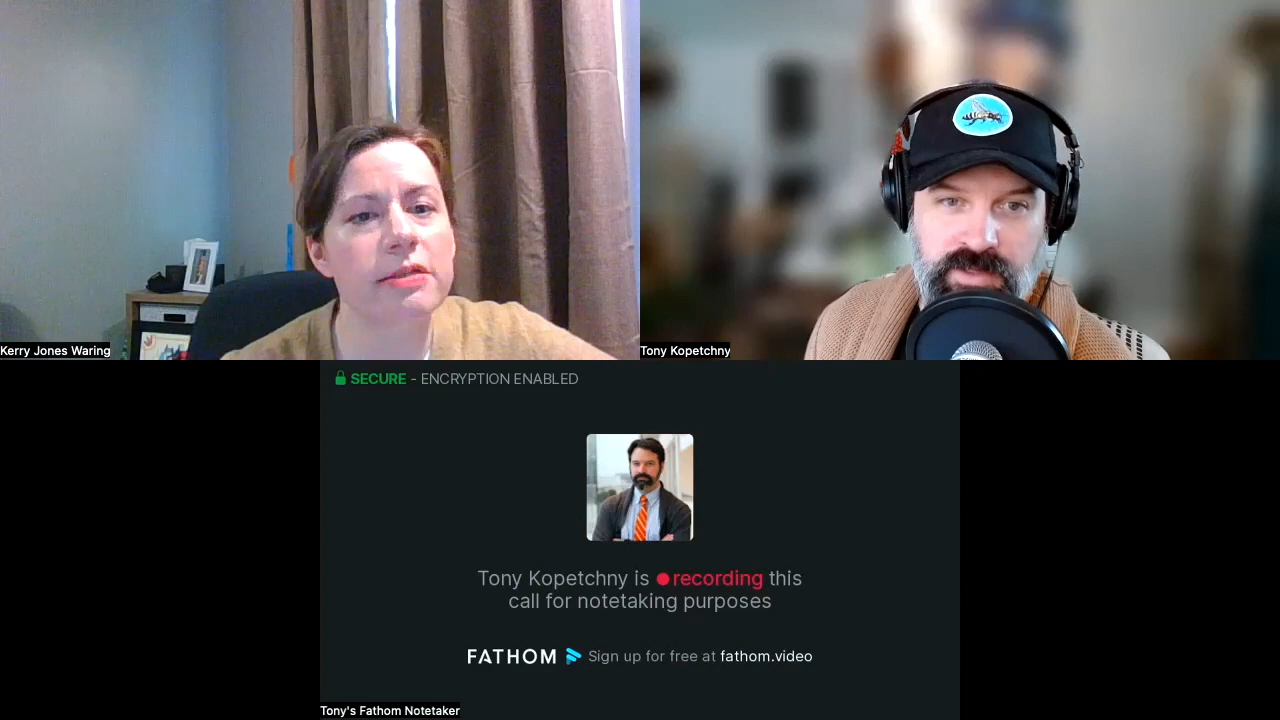 Kerry Jones Waring
Tony Kopetchny
SECURE - ENCRYPTION ENABLED
Tony Kopetchny is recording this
call for notetaking purposes
FATHOM Sign up for free at fathom.video
Tony's Fathom Notetaker